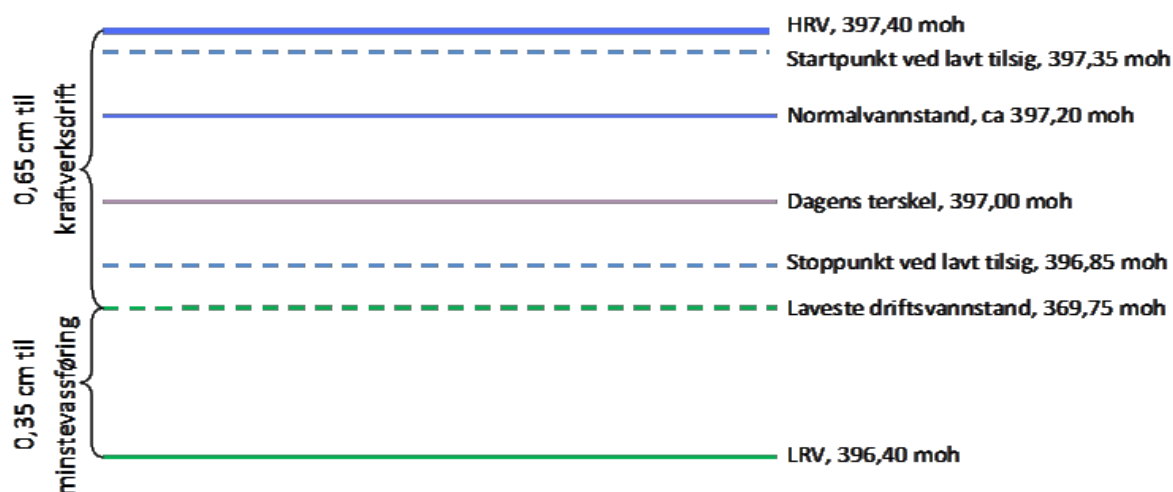 HRV, 397,40 moh
Startpunkt ved lavt tilsig, 397,35 moh
Normalvannstand, ca 397,20 moh
Dagens terskel, 397,00 moh
Stoppunkt ved lavt tilsig, 396,85 moh
Laveste driftsvannstand, 369,75 moh
LRV, 396,40 moh
0,65 cm til
kraftverksdrift
0,35 cm til
minstevassføring